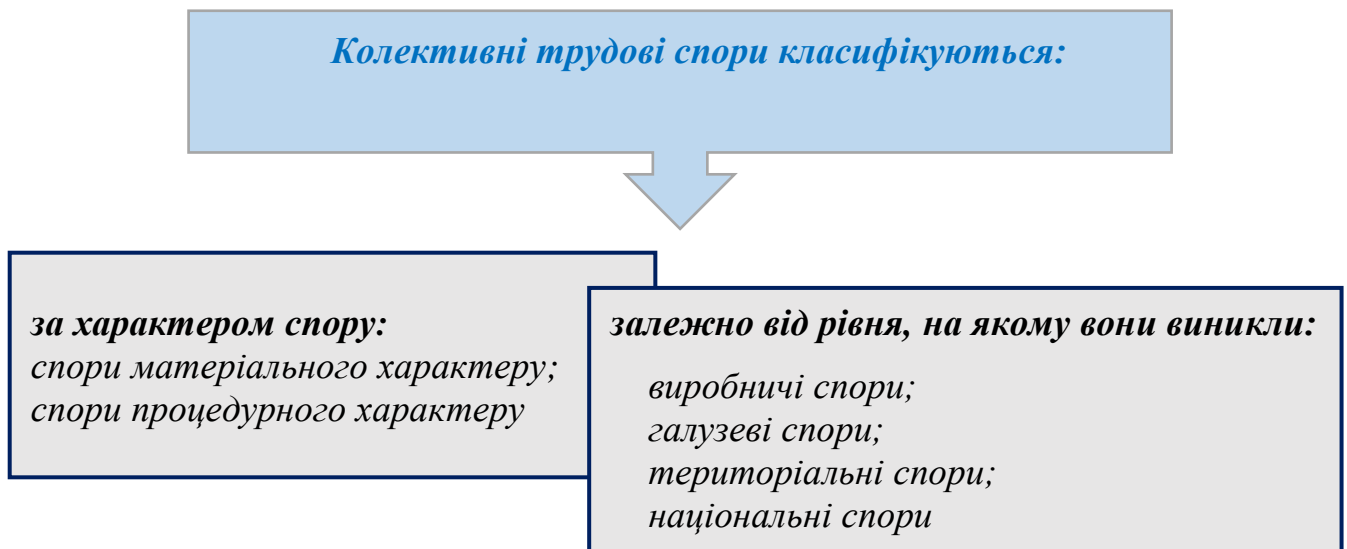 Колективні трудові спори класифікуються:
за характером спору:
спори матеріального характеру;
спори процедурного характеру
залежно від рівня, на якому вони виникли:
виробничі спори;
галузеві спори;
територіальні спори;
національні спори